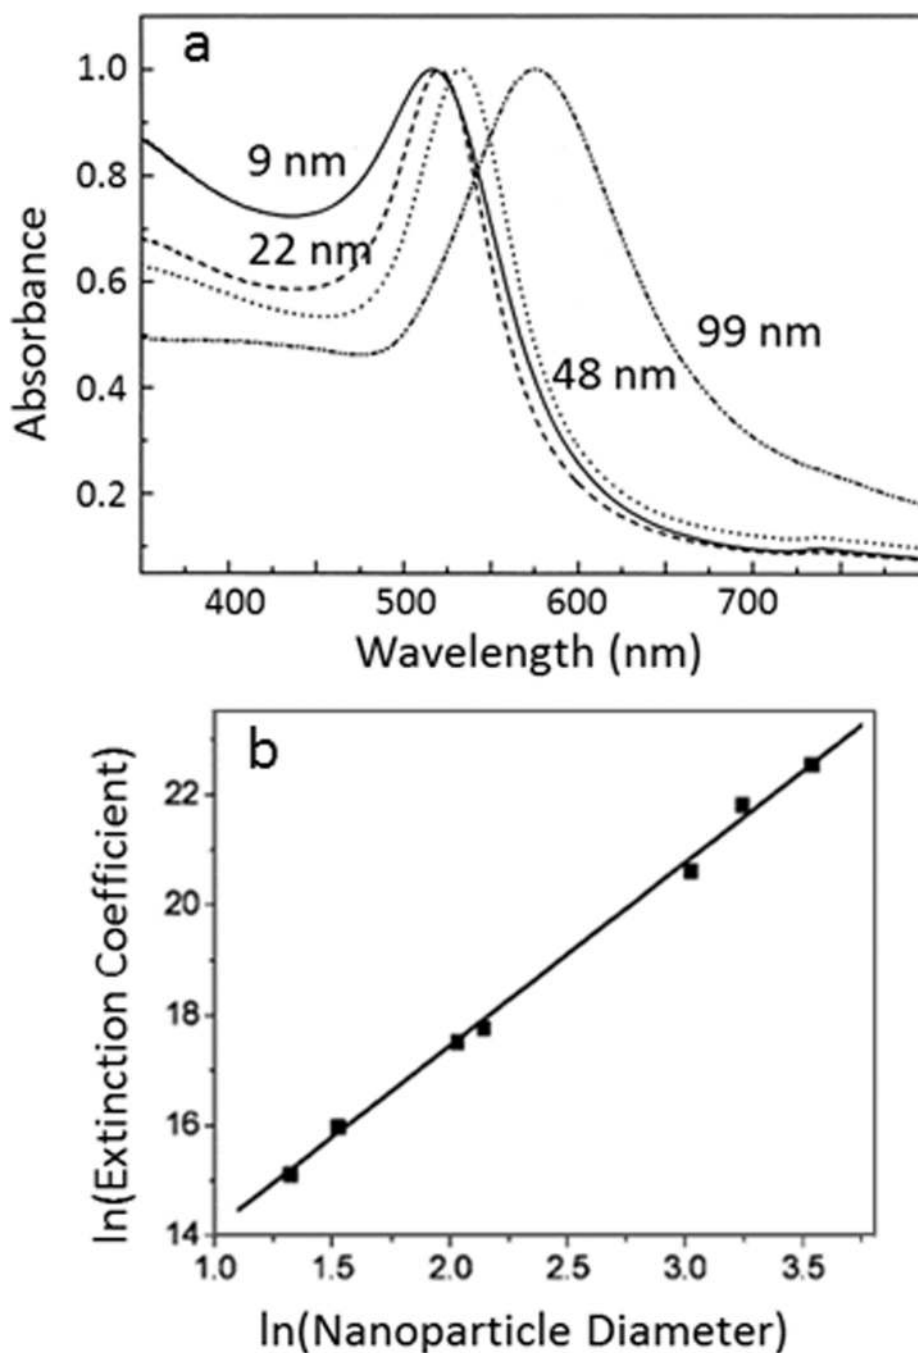 a
1.0
0.8
0.6
0.4
0.2
9 nm
22 nm
99 nm
48 nm
Absorbance
400 500 600 700
Wavelength (nm)
b
22
20
18
16
14
ln(Extinction Coefficient)
1.0 1.5 2.0 2.5 3.0 3.5
ln(Nanoparticle Diameter)